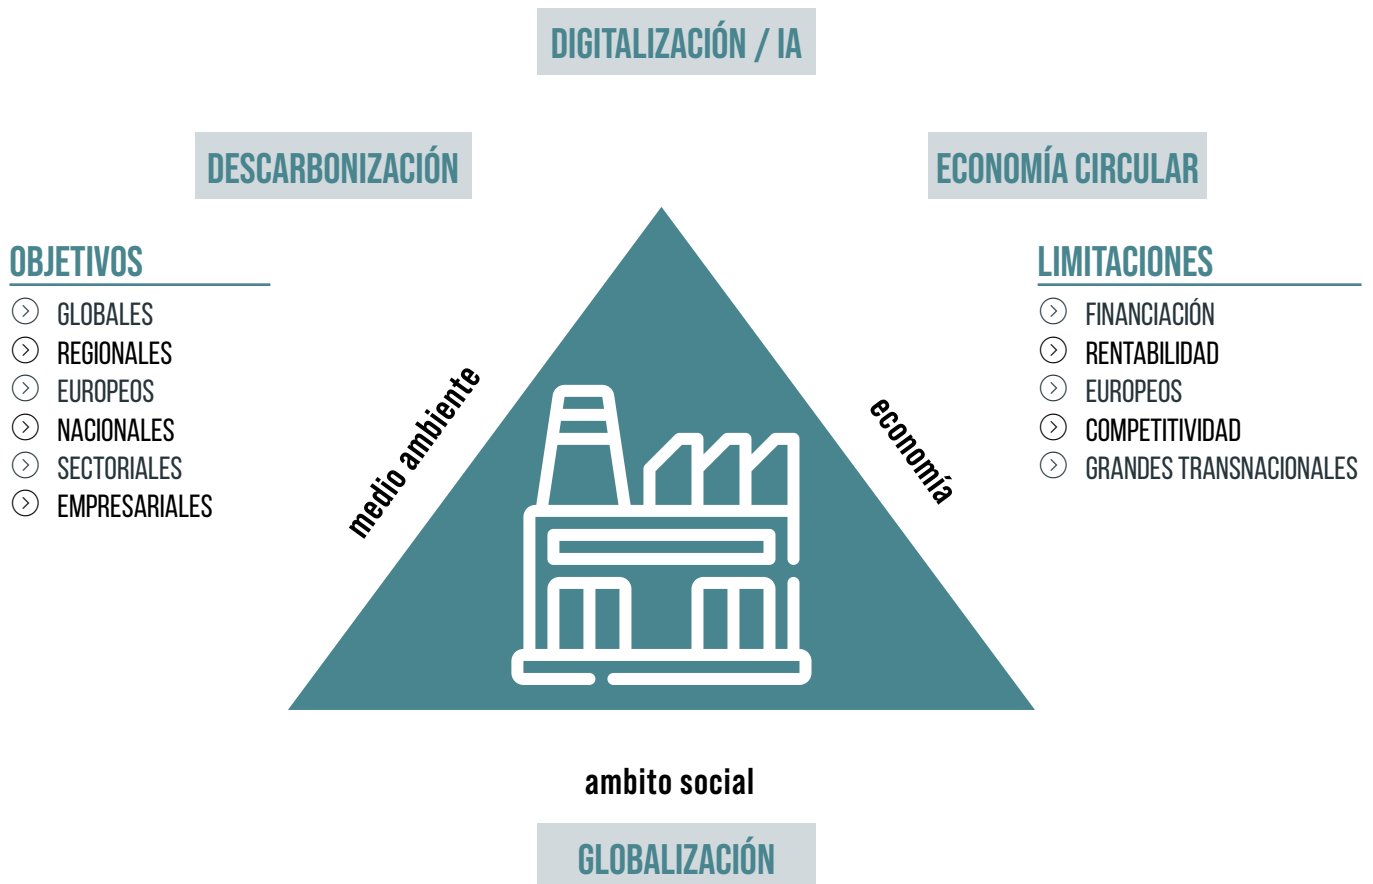 DIGITALIZACIÓN / IA
DESCARBONIZACIÓN
ECONOMÍA CIRCULAR
OBJETIVOS
GLOBALES
REGIONALES
EUROPEOS
NACIONALES
SECTORIALES
EMPRESARIALES
medio ambiente
economía
LIMITACIONES
FINANCIACIÓN
RENTABILIDAD
EUROPEOS
COMPETITIVIDAD
GRANDES TRANSNACIONALES
ambito social
GLOBALIZACIÓN